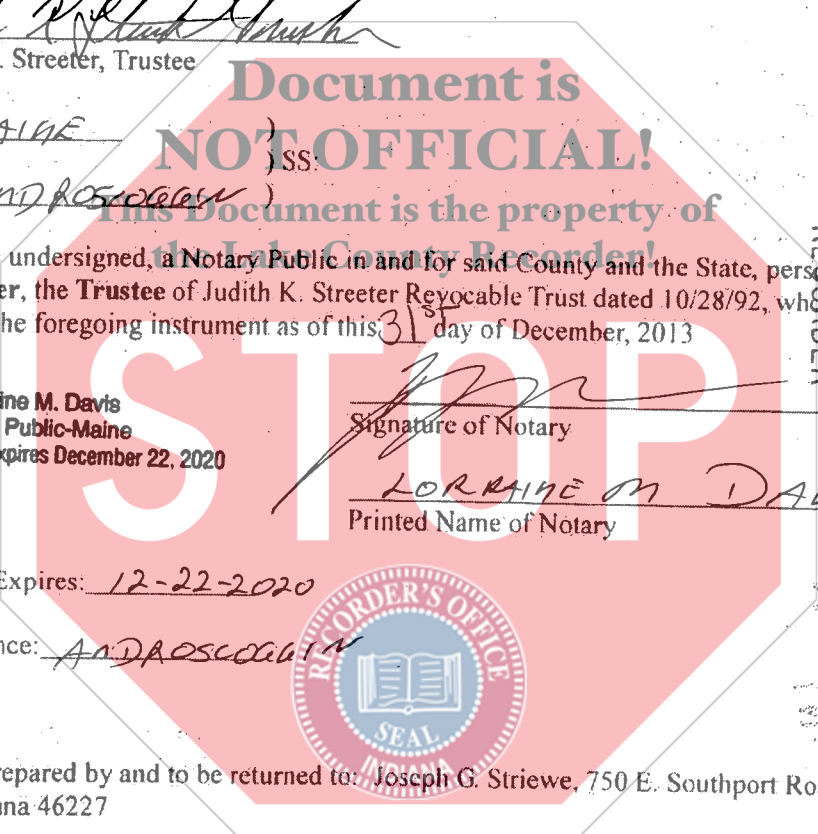 . Streeter, Trustee
Document is
NOT OFFICIAL!
This Document is the property of
the Lake County Recorder!
STOP
AINE )
) SS:
ANDROSCOGGIN )
undersigned, a Notary Public in and for said County and the State, pers
er, the Trustee of Judith K. Streeter Revocable Trust dated 10/28/92, who
he foregoing instrument as of this 31st day of December, 2013
ine M. Davis
Public-Maine
xpires December 22, 2020
Signature of Notary
LORRAINE M DA
Printed Name of Notary
Expires: 12-22-2020
nce: ANDROSCOGGIN
RECORDER'S OFFICE
SEAL
INDIANA
repared by and to be returned to: Joseph G. Striewe, 750 E. Southport Ro
ana 46227